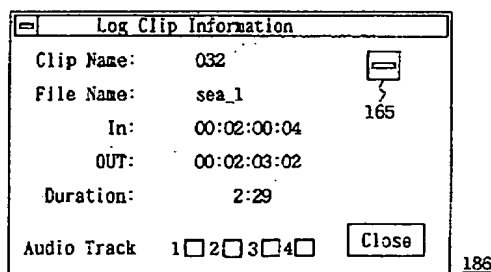 Log Clip Information
Clip Name: 032
File Name: sea_1
165
In: 00:02:00:04
OUT: 00:02:03:02
Duration: 2:29
Audio Track 1□2□3□4□ Close
186